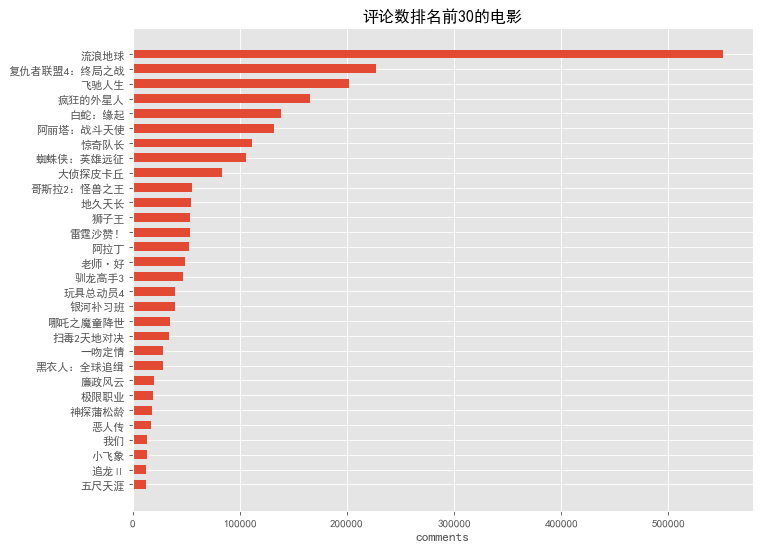 评论数排名前30的电影
流浪地球
复仇者联盟4：终局之战
飞驰人生
疯狂的外星人
白蛇：缘起
阿丽塔：战斗天使
惊奇队长
蜘蛛侠：英雄远征
大侦探皮卡丘
哥斯拉2：怪兽之王
地久天长
狮子王
雷霆沙赞！
阿拉丁
老师·好
驯龙高手3
玩具总动员4
银河补习班
哪吒之魔童降世
扫毒2天地对决
一吻定情
黑衣人：全球追缉
廉政风云
极限职业
神探蒲松龄
恶人传
我们
小飞象
追龙Ⅱ
五尺天涯
0 100000 200000 300000 400000 500000
comments